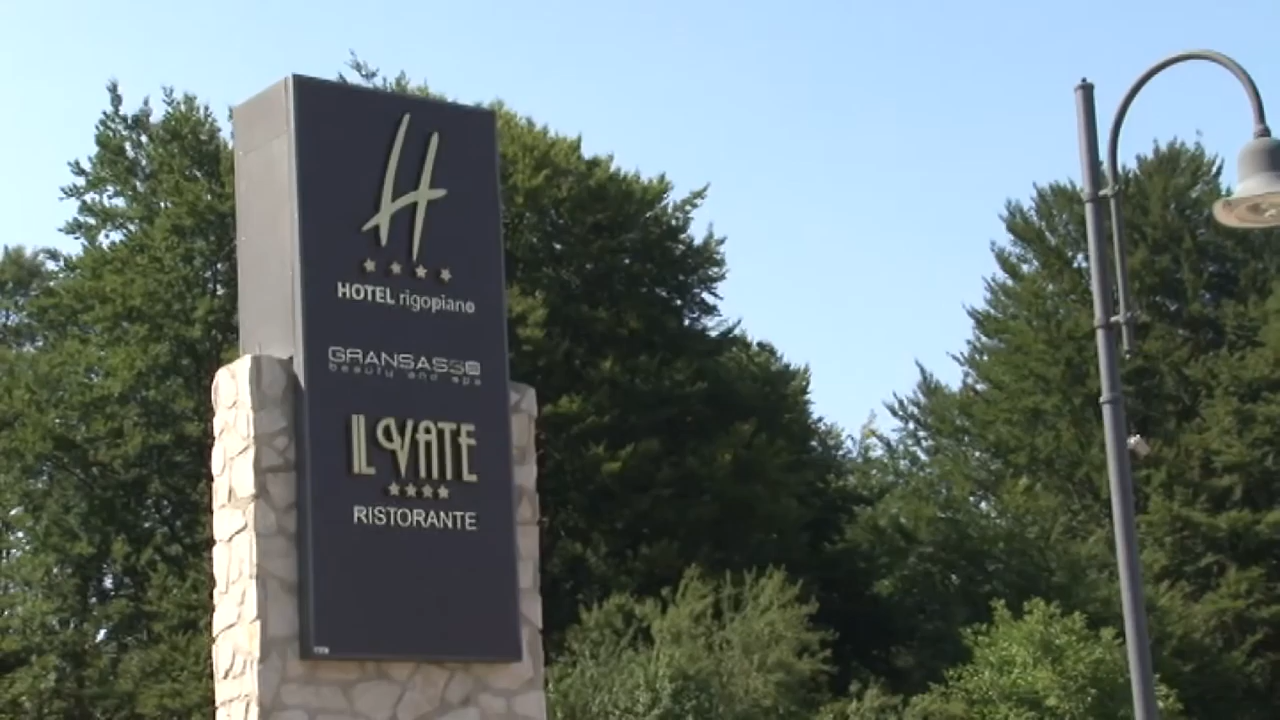 H
HOTEL rigopiano
GRANSASSO
beauty and spa
IL VATE
RISTORANTE